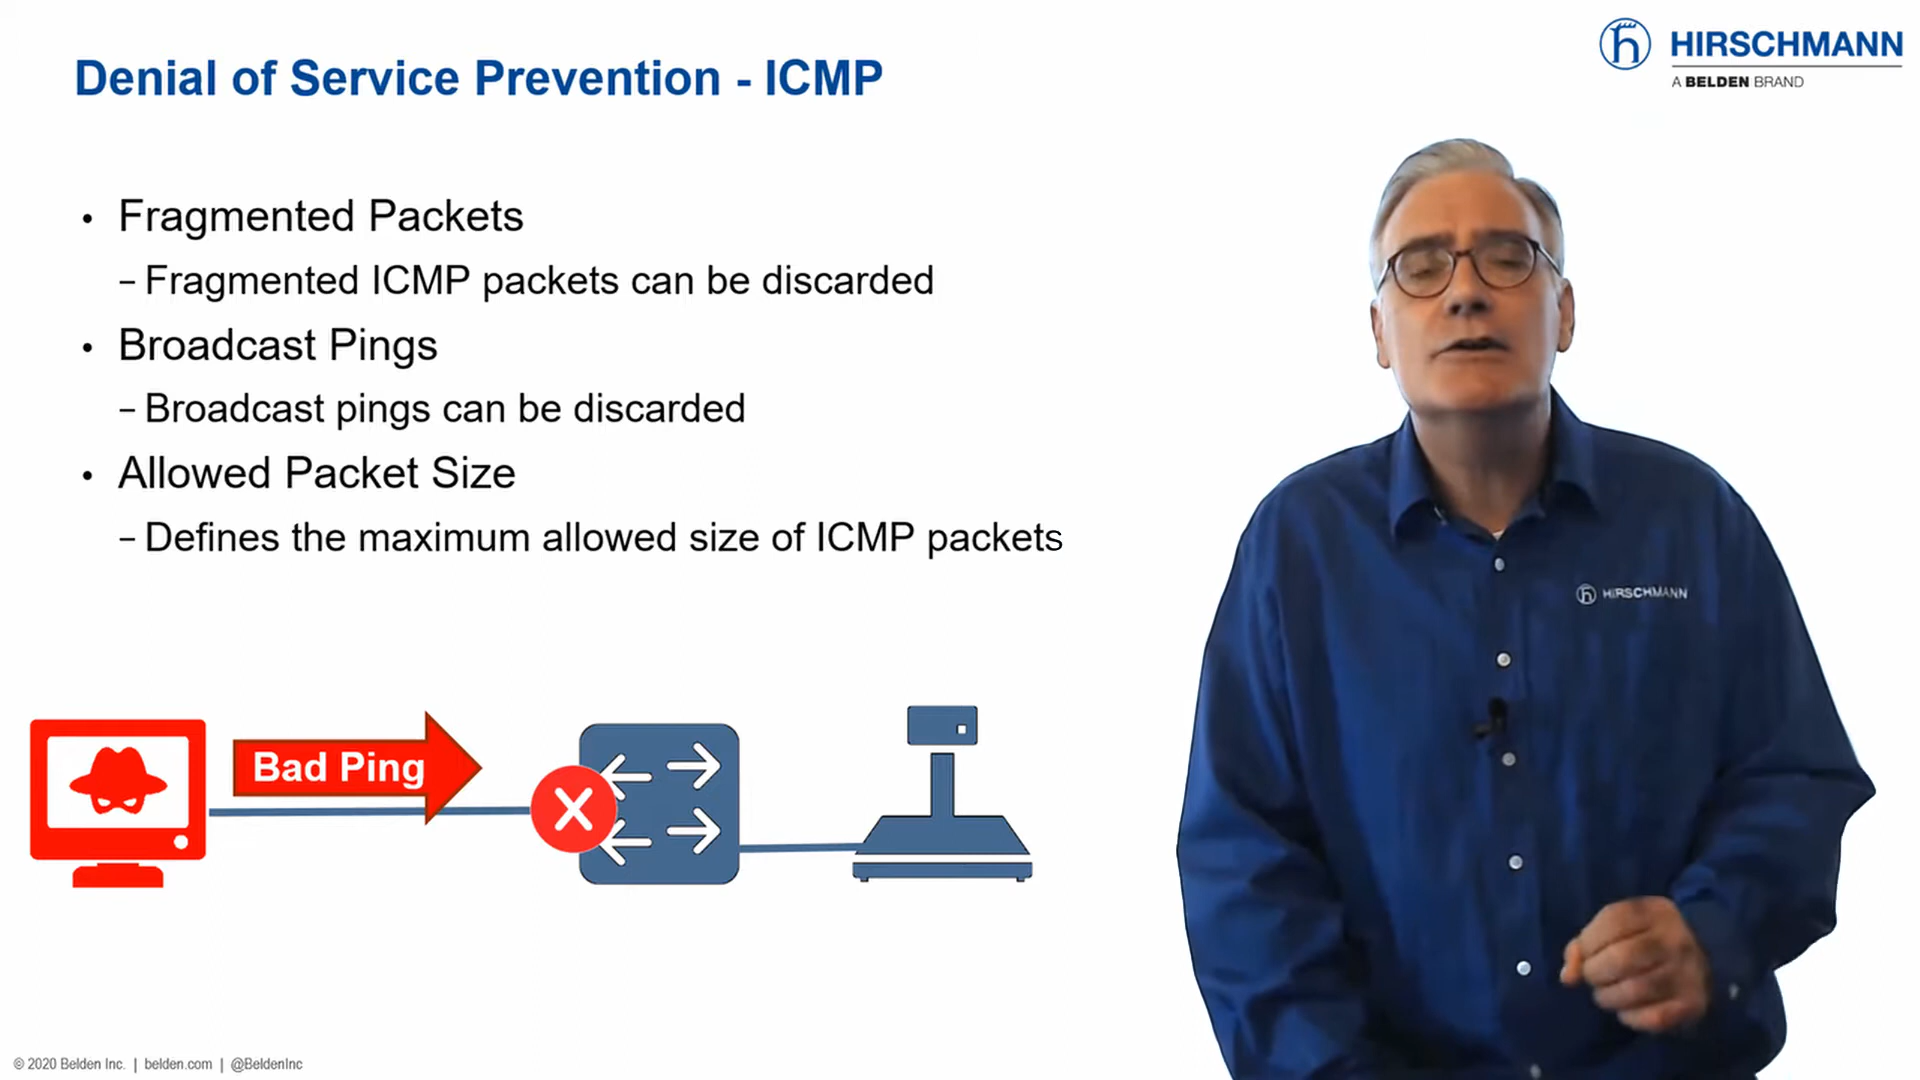 Denial of Service Prevention - ICMP
HIRSCHMANN
A BELDEN BRAND
• Fragmented Packets
– Fragmented ICMP packets can be discarded
• Broadcast Pings
– Broadcast pings can be discarded
• Allowed Packet Size
– Defines the maximum allowed size of ICMP packets
HIRSCHMANN
Bad Ping
© 2020 Belden Inc. | belden.com | @BeldenInc